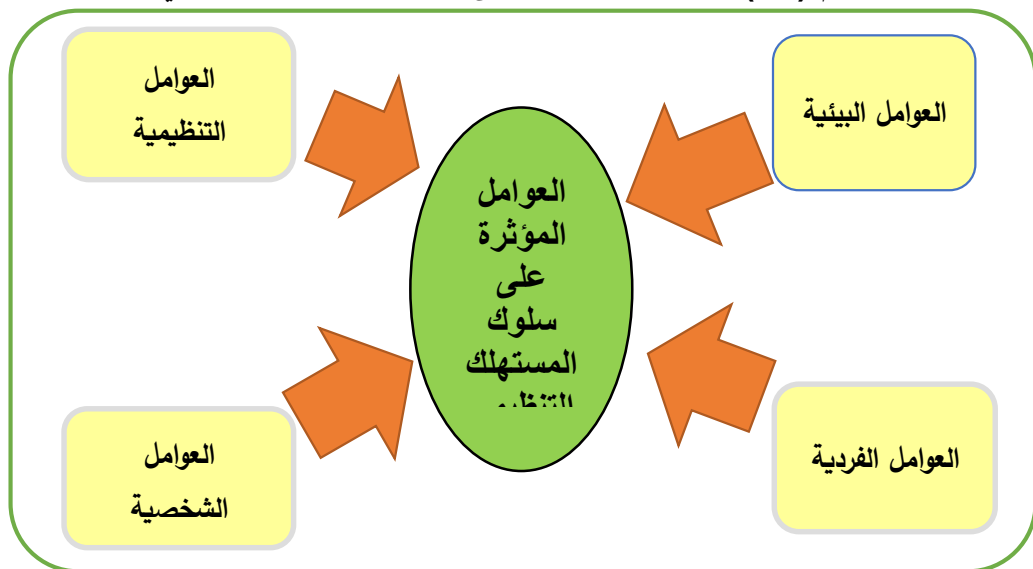 العوامل البيئية
العوامل
التنظيمية
العوامل
المؤثرة
على
سلوك
المستهلك
العوامل الفردية
العوامل
الشخصية